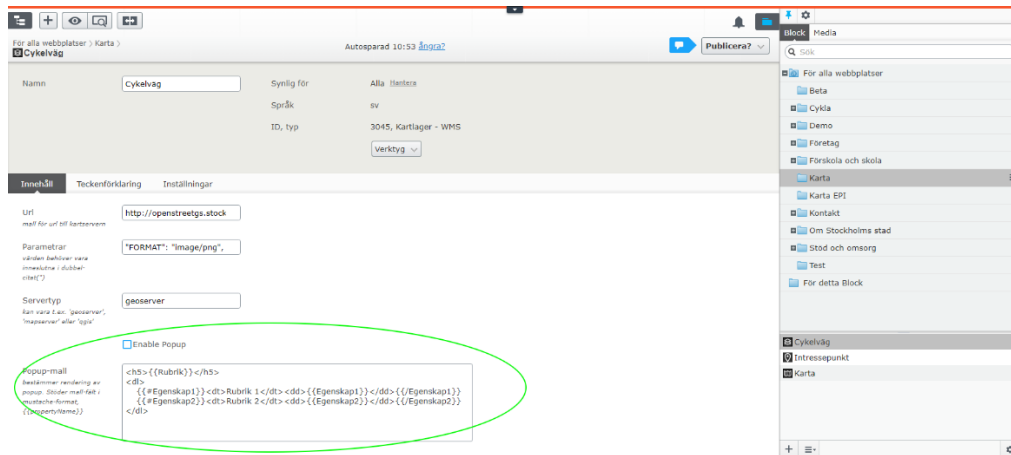 För alla webbplatser > Karta >
Cykelväg
Autosparad 10:53 ångra?
Publicera?
Namn
Cykelväg
Synlig för
Alla Hantera
Språk
sv
ID, typ
3045, Kartlager - WMS
Verktyg
Innehåll
Teckenförklaring
Inställningar
Url
mall för url till kartservern
http://openstreetgs.stock
Parametrar
värden behöver vara
inneslutna i dubbel-
citat(")
"FORMAT": "image/png",
Servertyp
kan vara t.ex. 'geoserver',
'mapserver' eller 'qgis'
geoserver
Enable Popup
Popup-mall
bestämmer rendering av
popup. Stöder mall-fält i
mustache-format,
{{propertyName}}
<h5>{{Rubrik}}</h5>
<dl>
{{#Egenskap1}}<dt>Rubrik 1</dt><dd>{{Egenskap1}}</dd>{{/Egenskap1}}
{{#Egenskap2}}<dt>Rubrik 2</dt><dd>{{Egenskap2}}</dd>{{/Egenskap2}}
</dl>
Block
Media
Sök
För alla webbplatser
Beta
Cykla
Demo
Företag
Förskola och skola
Karta
Karta EPI
Kontakt
Om Stockholms stad
Stöd och omsorg
Test
För detta Block
Cykelväg
Intressepunkt
Karta